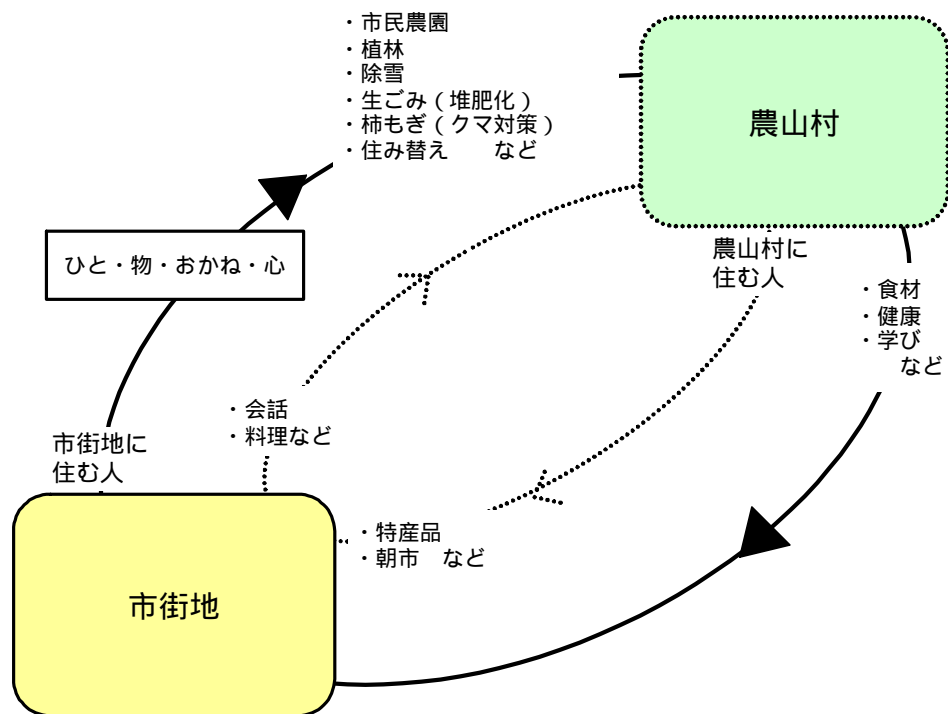 ・市民農園
・植林
・除雪
・生ごみ（堆肥化）
・柿もぎ（クマ対策）
・住み替え　　など
農山村
ひと・物・おかね・心
農山村に
住む人
・食材
・健康
・学び
など
・会話
・料理など
市街地に
住む人
・特産品
・朝市　など
市街地